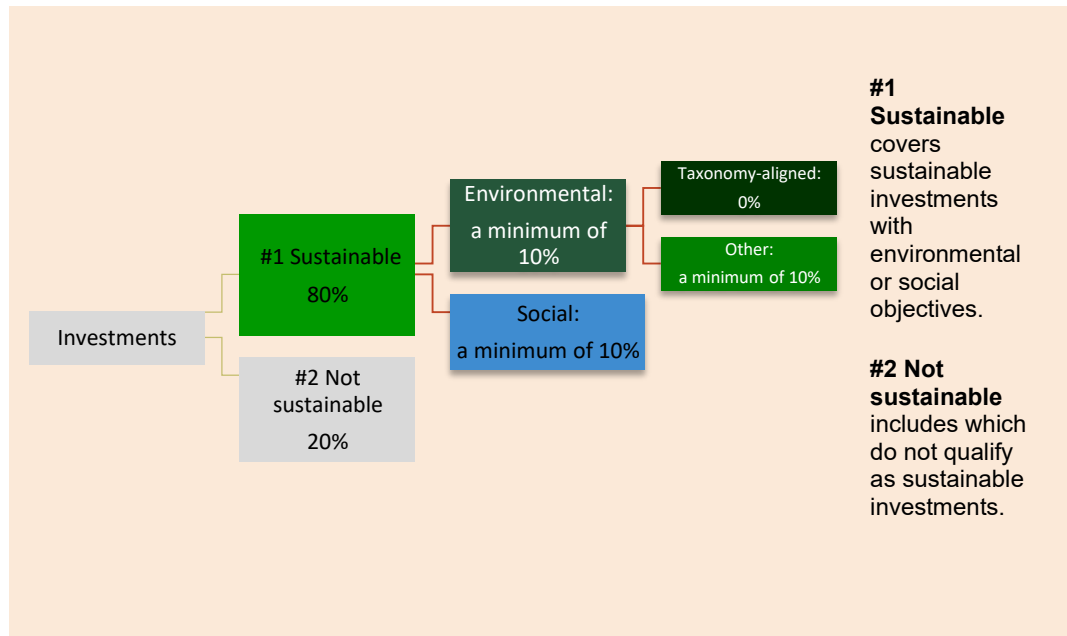 Investments
#1 Sustainable
80%
#2 Not
sustainable
20%
Environmental:
a minimum of
10%
Social:
a minimum of 10%
Taxonomy-aligned:
0%
Other:
a minimum of 10%
#1
Sustainable
covers
sustainable
investments
with
environmental
or social
objectives.
#2 Not
sustainable
includes which
do not qualify
as sustainable
investments.